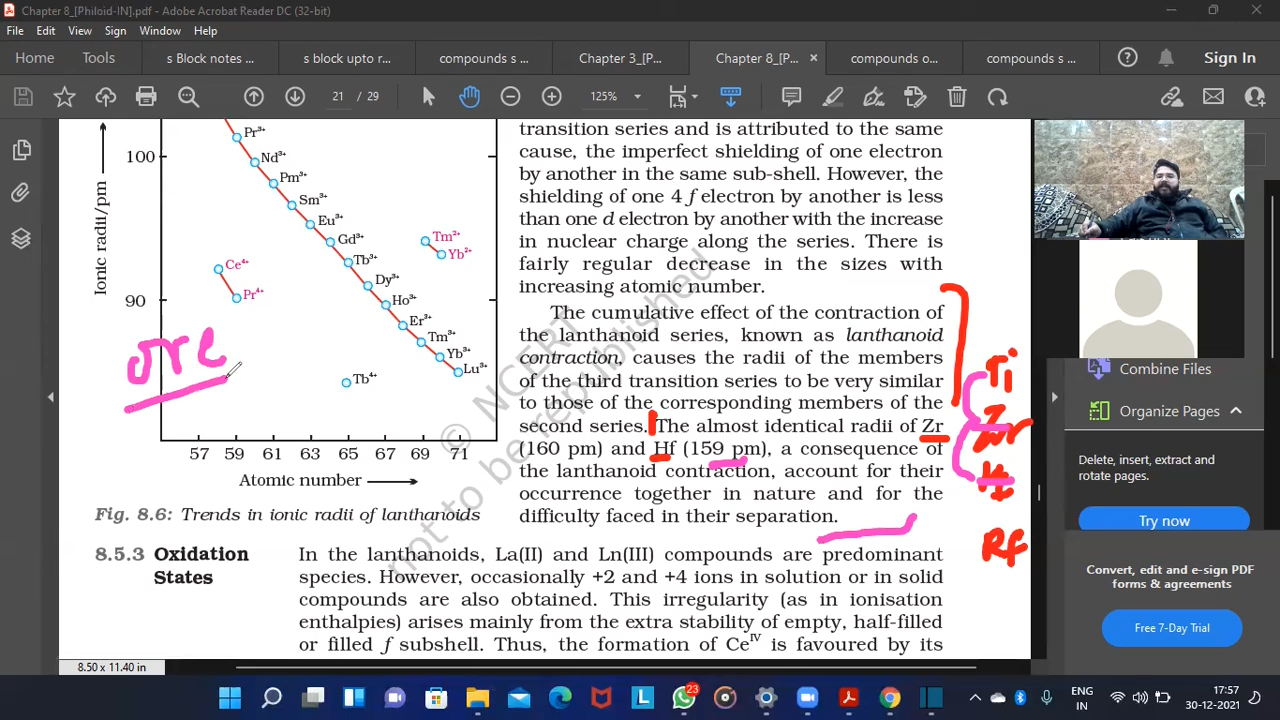 Chapter 8_[Philoid-IN].pdf - Adobe Acrobat Reader DC (32-bit)
File Edit View Sign Window Help
Home Tools s Block notes ... s block upto r... compounds s ... Chapter 3_[P... Chapter 8_[P... compounds o... compounds s ... Sign In
21 / 29 125%
Pr³⁺
100
Nd³⁺
Pm³⁺
Sm³⁺
Eu³⁺
Gd³⁺
Tb³⁺
Dy³⁺
Ho³⁺
Er³⁺
Tm³⁺
Yb³⁺
Lu³⁺
Tm²⁺
Yb²⁺
Ce⁴⁺
Pr⁴⁺
Tb⁴⁺
90
Ionic radii/pm
ore
57 59 61 63 65 67 69 71
Atomic number
Fig. 8.6: Trends in ionic radii of lanthanoids
transition series and is attributed to the same
cause, the imperfect shielding of one electron
by another in the same sub-shell. However, the
shielding of one 4 f electron by another is less
than one d electron by another with the increase
in nuclear charge along the series. There is
fairly regular decrease in the sizes with
increasing atomic number.
The cumulative effect of the contraction of
the lanthanoid series, known as lanthanoid
contraction, causes the radii of the members
of the third transition series to be very similar
to those of the corresponding members of the
second series. The almost identical radii of Zr
(160 pm) and Hf (159 pm), a consequence of
the lanthanoid contraction, account for their
occurrence together in nature and for the
difficulty faced in their separation.
Ti
Zr
Hf
Rf
© NCERT
not to be republished
8.5.3 Oxidation
States
In the lanthanoids, La(II) and Ln(III) compounds are predominant
species. However, occasionally +2 and +4 ions in solution or in solid
compounds are also obtained. This irregularity (as in ionisation
enthalpies) arises mainly from the extra stability of empty, half-filled
or filled f subshell. Thus, the formation of Ceᴵⱽ is favoured by its
8.50 x 11.40 in
Combine Files
Organize Pages
Delete, insert, extract and
rotate pages.
Try now
Convert, edit and e-sign PDF
forms & agreements
Free 7-Day Trial
23
ENG
IN
17:57
30-12-2021